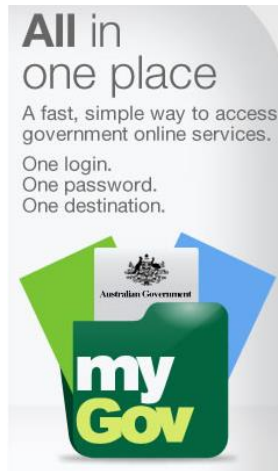 All in
one place
A fast, simple way to access
government online services.
One login.
One password.
One destination.
Australian Government
my
Gov